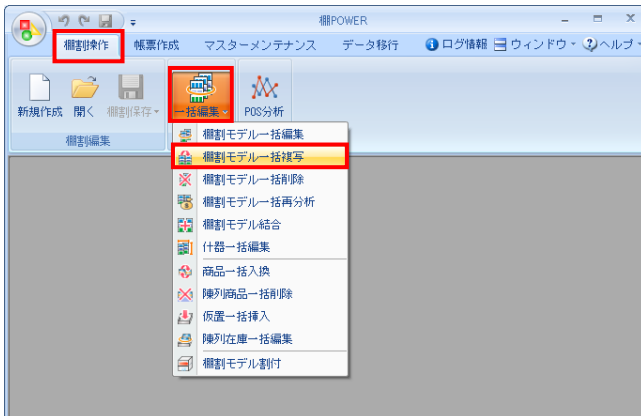 棚POWER
棚割操作 帳票作成 マスターメンテナンス データ移行 ログ情報 ウィンドウ ヘルプ
新規作成 開く 棚割保存 一括編集 POS分析
棚割編集
棚割モデル一括編集
棚割モデル一括複写
棚割モデル一括削除
棚割モデル一括再分析
棚割モデル結合
什器一括編集
商品一括入換
陳列商品一括削除
仮置一括挿入
陳列在庫一括編集
棚割モデル割付